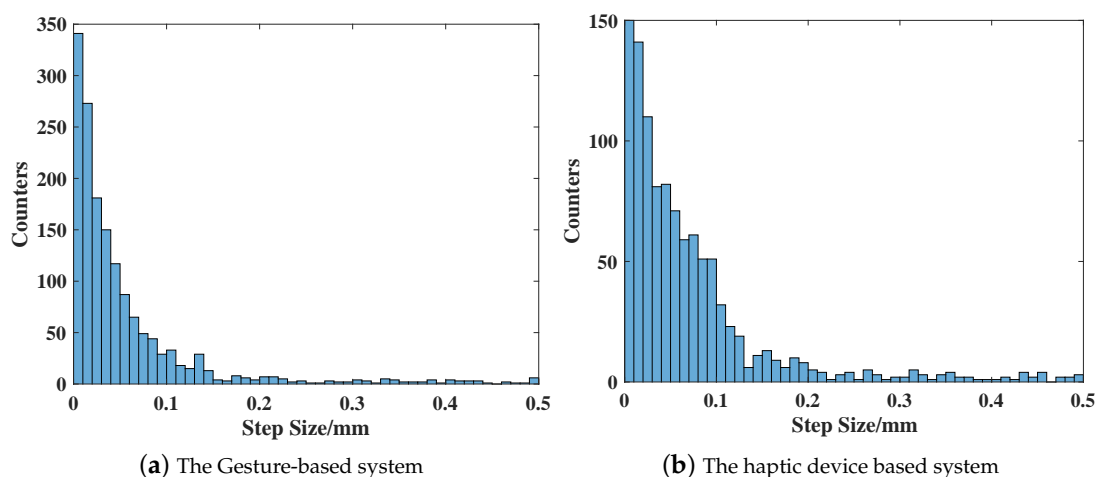 350
300
250
200
150
100
50
0
Counters
0 0.1 0.2 0.3 0.4 0.5
Step Size/mm
(a) The Gesture-based system
150
100
50
0
Counters
0 0.1 0.2 0.3 0.4 0.5
Step Size/mm
(b) The haptic device based system